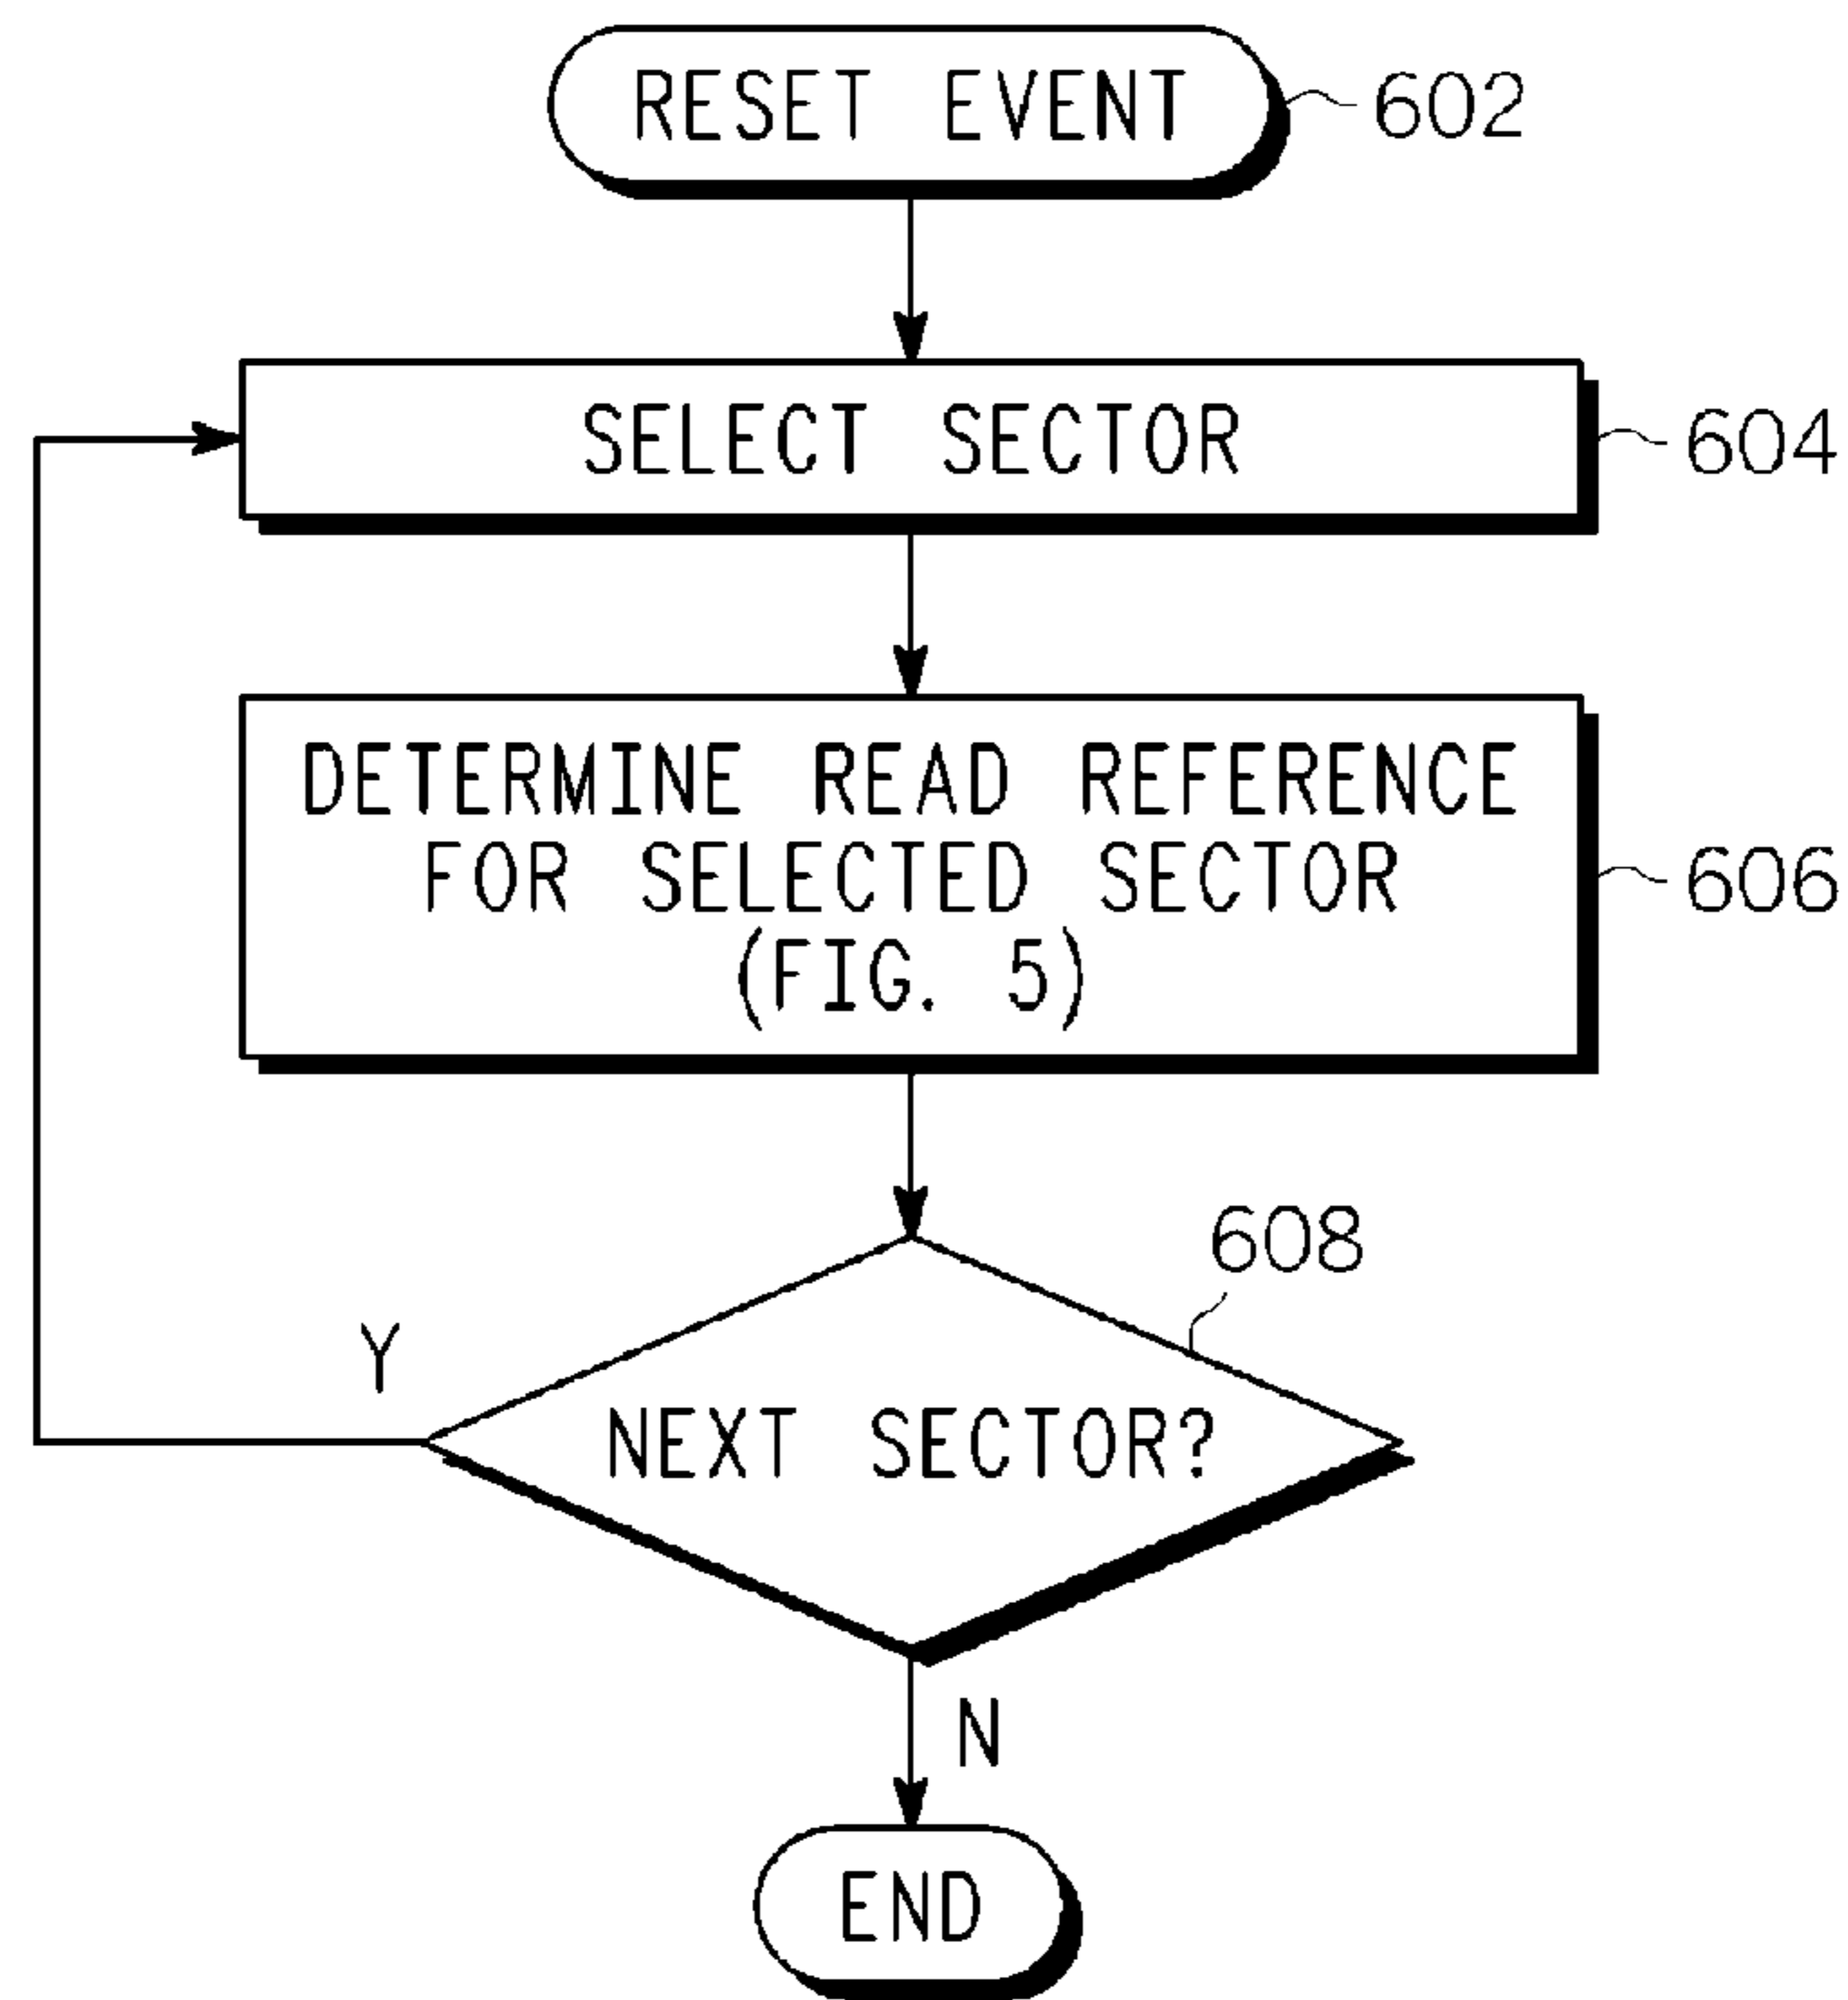 RESET EVENT
602
SELECT SECTOR
604
DETERMINE READ REFERENCE
FOR SELECTED SECTOR
(FIG. 5)
606
608
Y
NEXT SECTOR?
N
END